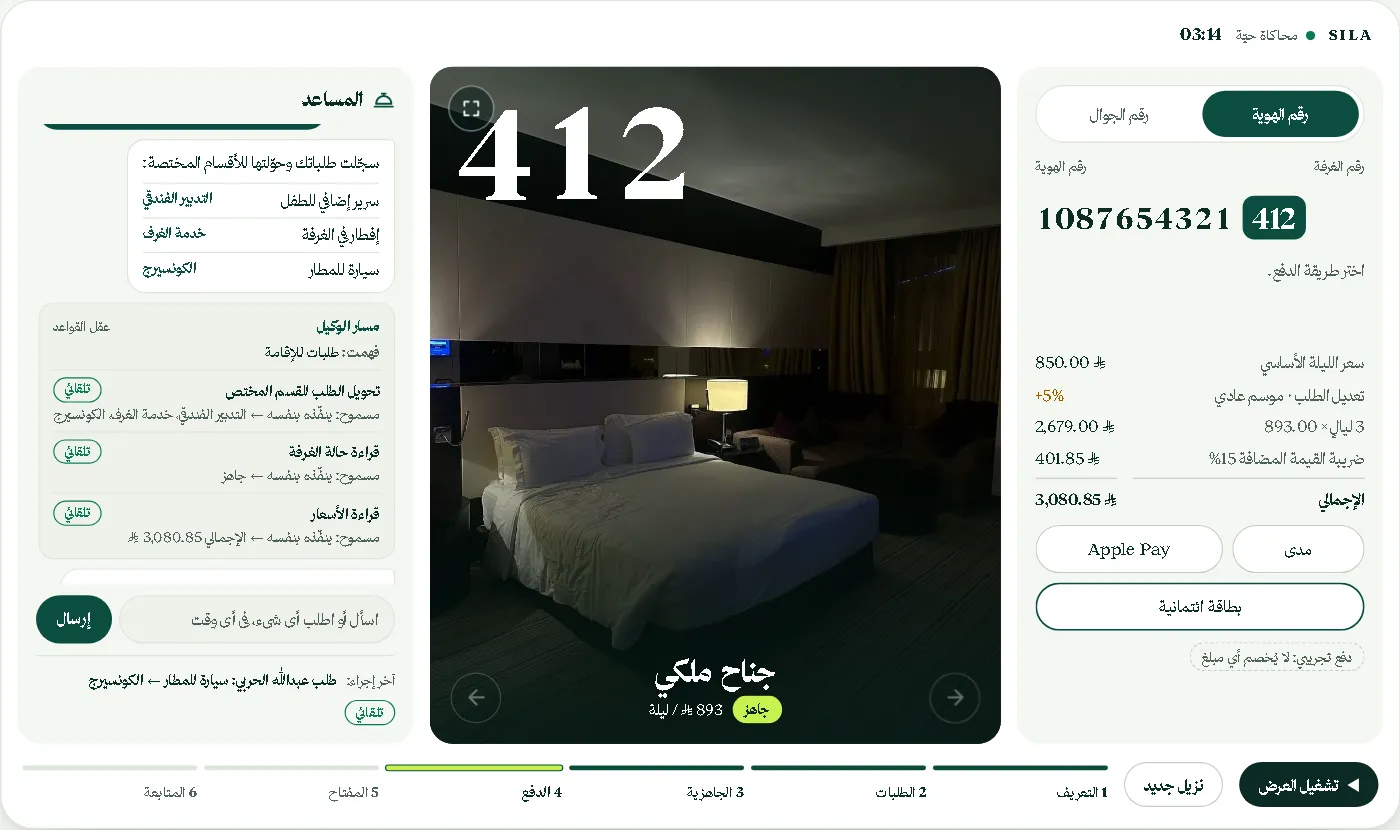 SILA محاكاة حيّة 03:14
رقم الهوية
رقم الجوال
رقم الغرفة
رقم الهوية
412
1087654321
اختر طريقة الدفع.
سعر الليلة الأساسي
850.00
تعديل الطلب · موسم عادي
+5%
3 ليالٍ × 893.00
2,679.00
ضريبة القيمة المضافة 15%
401.85
الإجمالي
3,080.85
مدى
Apple Pay
بطاقة ائتمانية
دفع تجريبي: لا يُخصم أي مبلغ
412
جناح ملكي
جاهز
893 / ليلة
المساعد
سجّلت طلباتك وحوّلتها للأقسام المختصة:
سرير إضافي للطفل
التدبير الفندقي
إفطار في الغرفة
خدمة الغرف
سيارة للمطار
الكونسيرج
مسار الوكيل
عقل القواعد
فهمت: طلبات للإقامة
تحويل الطلب للقسم المختص
تلقائي
مسموح: ينفّذه بنفسه ← التدبير الفندقي، خدمة الغرف، الكونسيرج
قراءة حالة الغرفة
تلقائي
مسموح: ينفّذه بنفسه ← جاهز
قراءة الأسعار
تلقائي
مسموح: ينفّذه بنفسه ← الإجمالي 3,080.85
اسأل أو اطلب أي شيء، في أي وقت
إرسال
آخر إجراء: طلب عبدالله الحربي: سيارة للمطار ← الكونسيرج
تلقائي
تشغيل العرض
نزيل جديد
1 التعريف
2 الطلبات
3 الجاهزية
4 الدفع
5 المفتاح
6 المتابعة